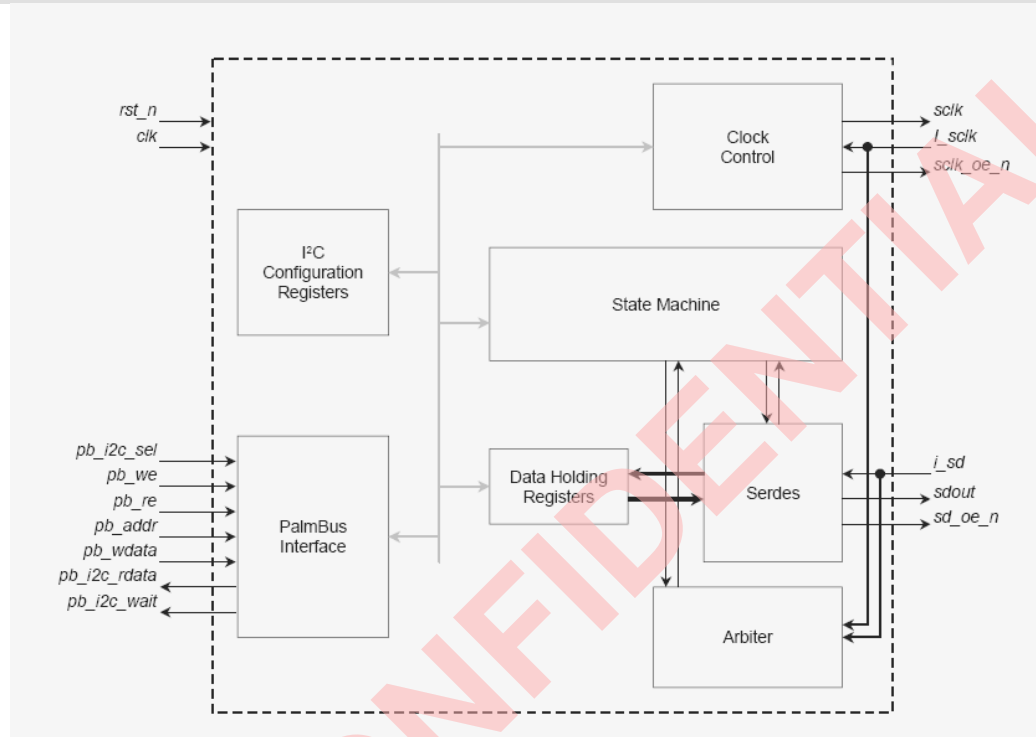 rst_n
clk
sclk
I_sclk
sclk_oe_n
Clock
Control
I²C
Configuration
Registers
State Machine
pb_i2c_sel
pb_we
pb_re
pb_addr
pb_wdata
pb_i2c_rdata
pb_i2c_wait
PalmBus
Interface
Data Holding
Registers
Serdes
i_sd
sdout
sd_oe_n
Arbiter
CONFIDENTIAL